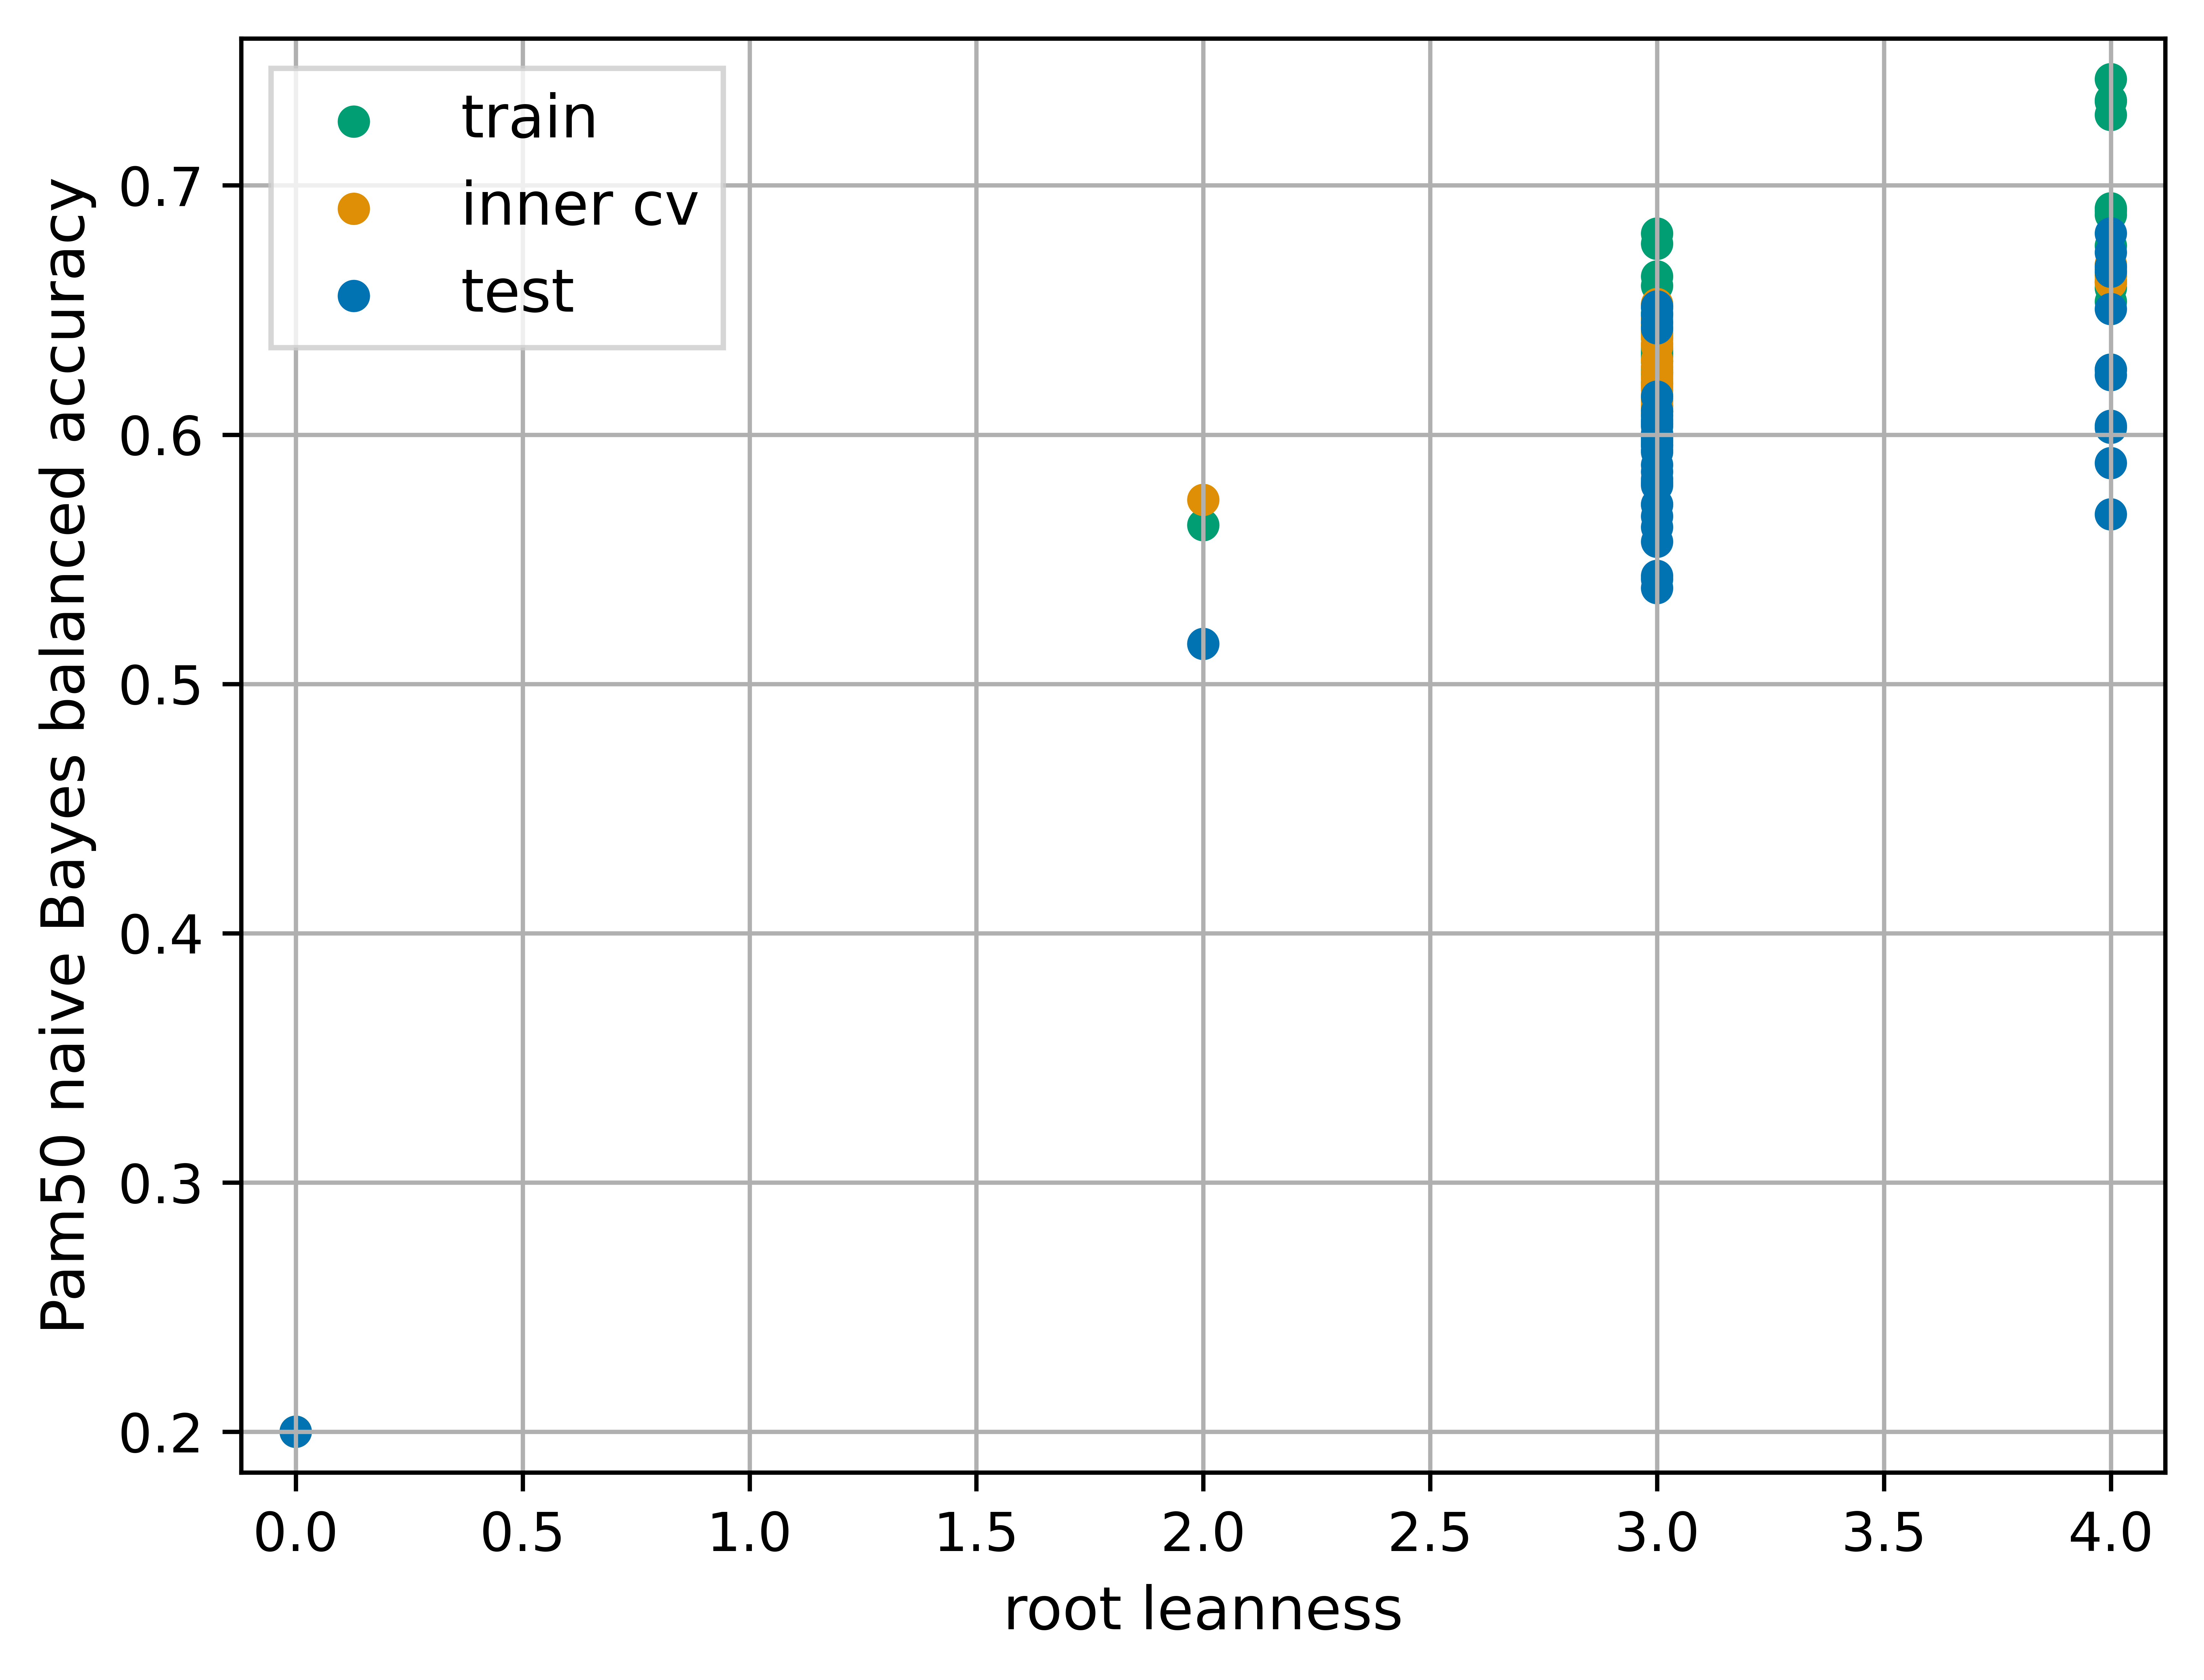 train
inner cv
test
Pam50 naive Bayes balanced accuracy
0.7
0.6
0.5
0.4
0.3
0.2
0.0 0.5 1.0 1.5 2.0 2.5 3.0 3.5 4.0
root leanness